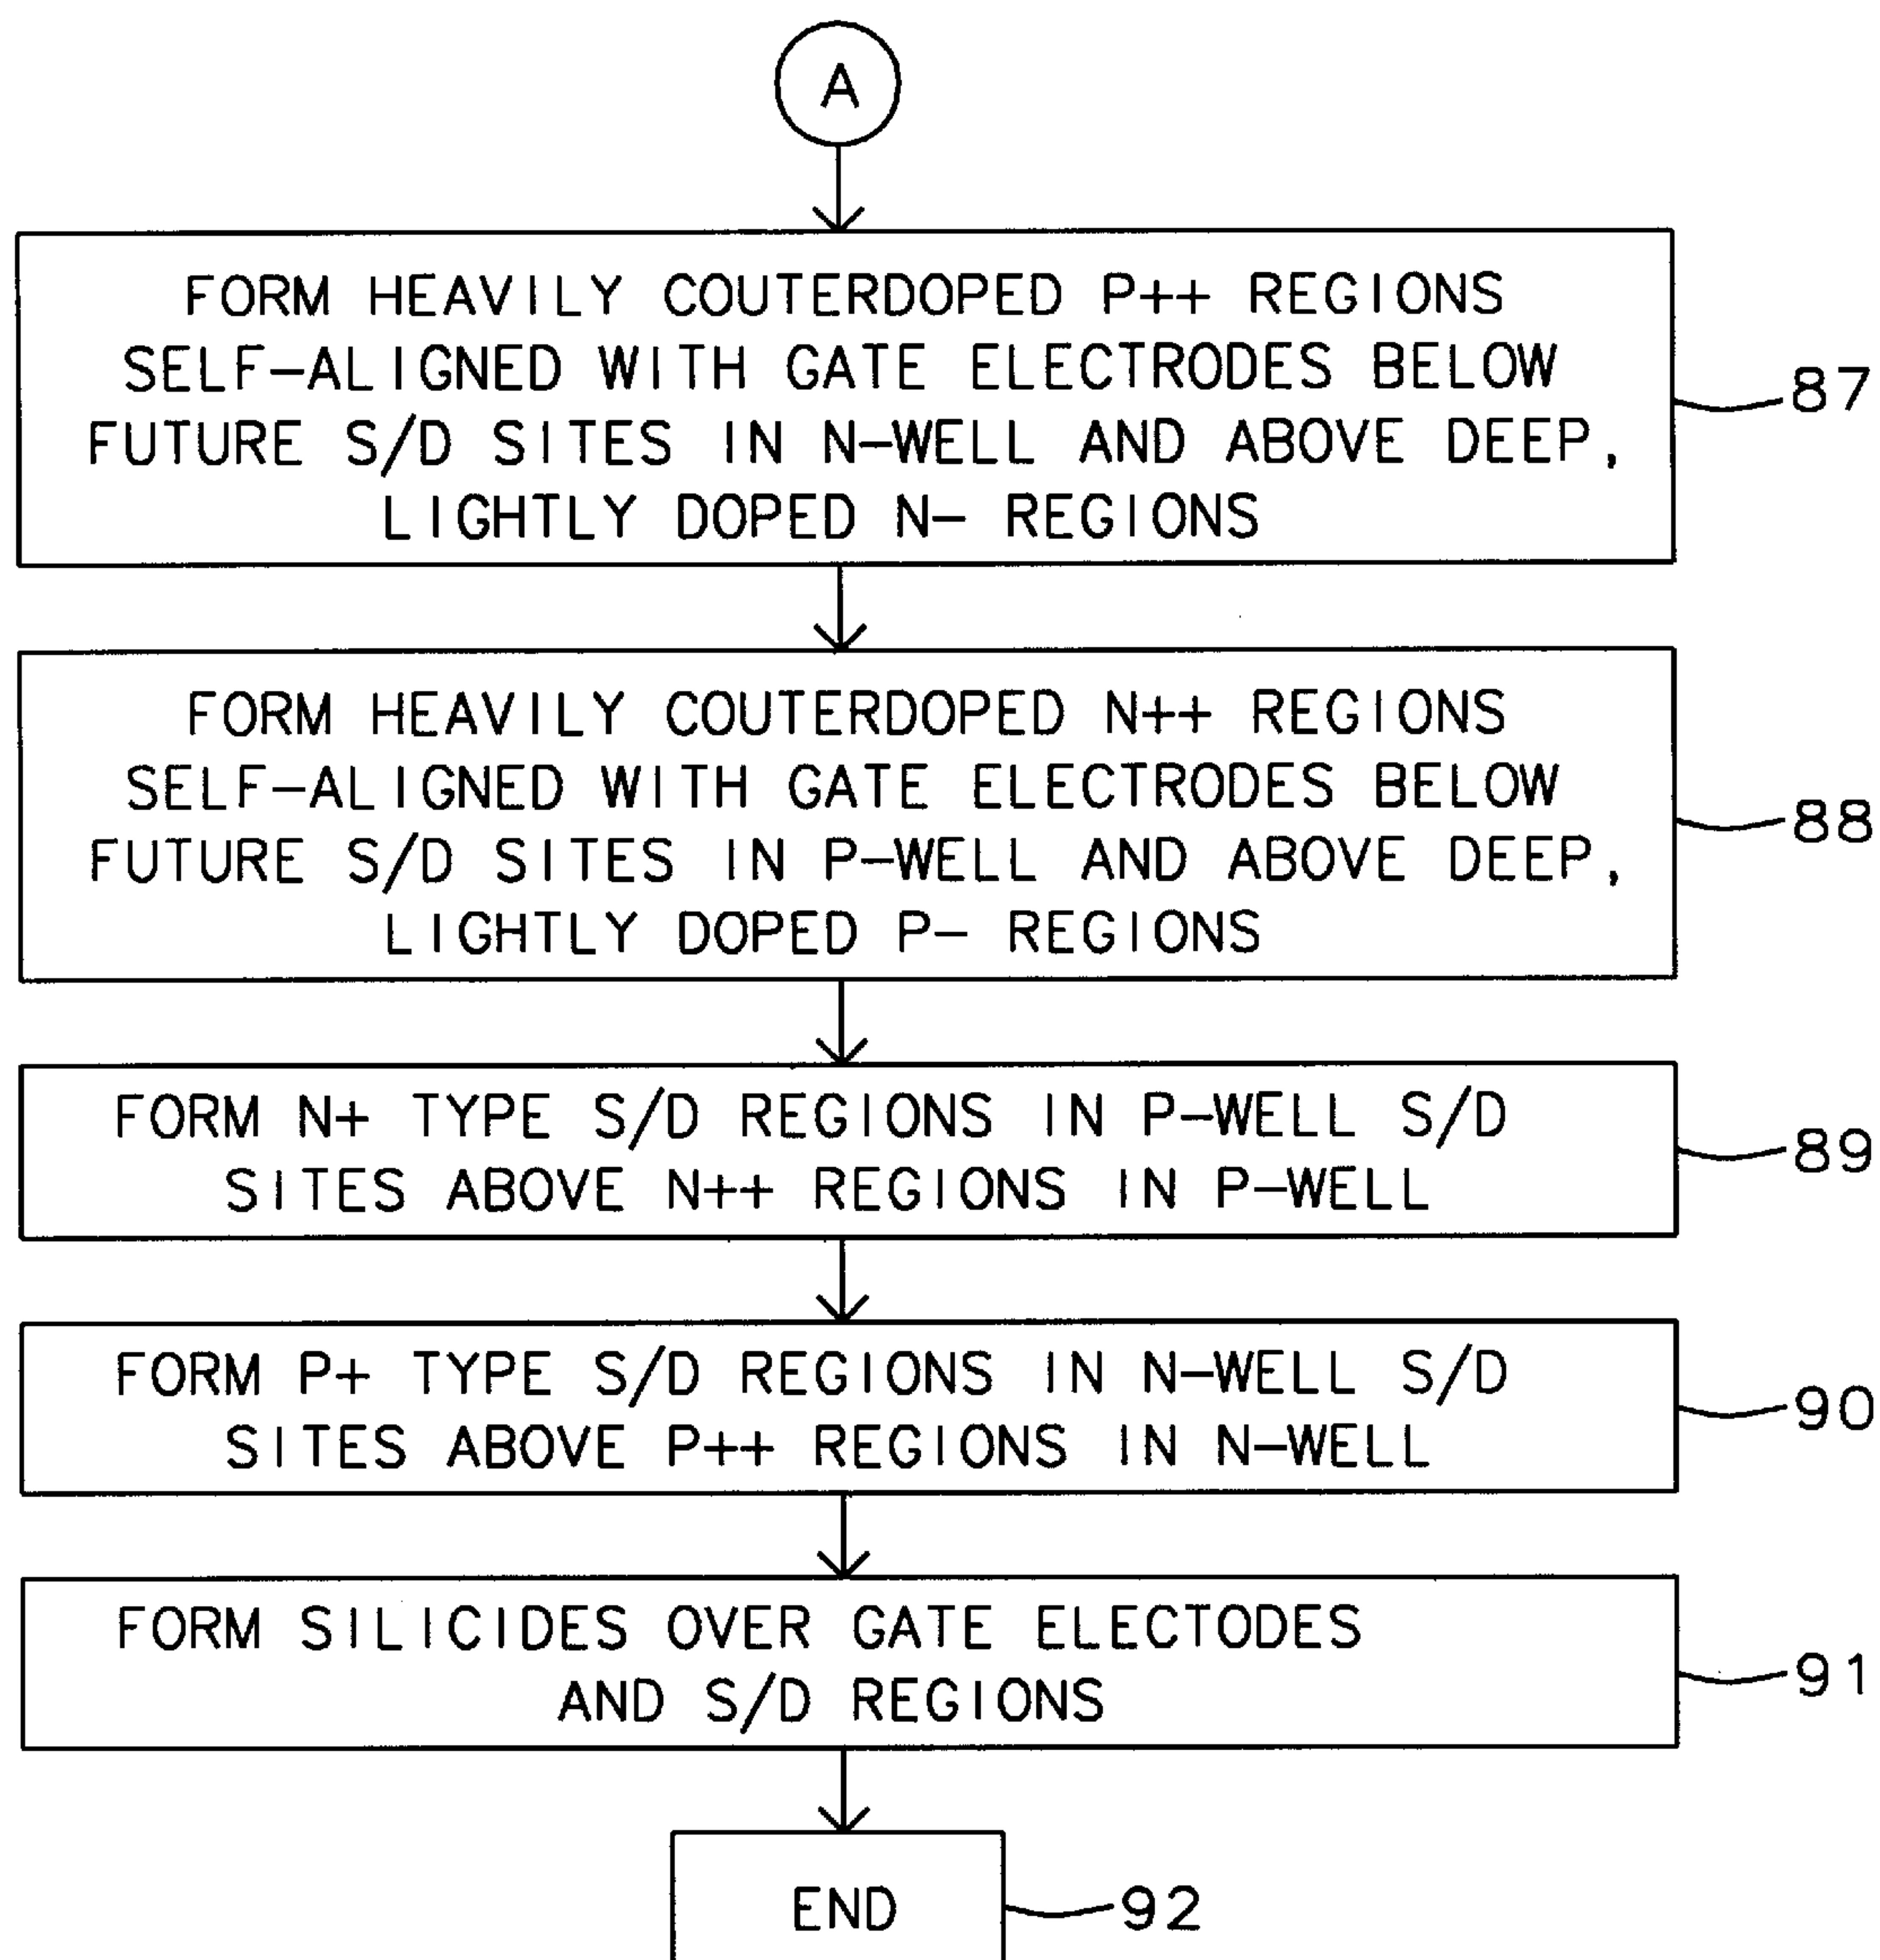 A
FORM HEAVILY COUTERDOPED P++ REGIONS
SELF-ALIGNED WITH GATE ELECTRODES BELOW
FUTURE S/D SITES IN N-WELL AND ABOVE DEEP,
LIGHTLY DOPED N- REGIONS
87
FORM HEAVILY COUTERDOPED N++ REGIONS
SELF-ALIGNED WITH GATE ELECTRODES BELOW
FUTURE S/D SITES IN P-WELL AND ABOVE DEEP,
LIGHTLY DOPED P- REGIONS
88
FORM N+ TYPE S/D REGIONS IN P-WELL S/D
SITES ABOVE N++ REGIONS IN P-WELL
89
FORM P+ TYPE S/D REGIONS IN N-WELL S/D
SITES ABOVE P++ REGIONS IN N-WELL
90
FORM SILICIDES OVER GATE ELECTODES
AND S/D REGIONS
91
END
92